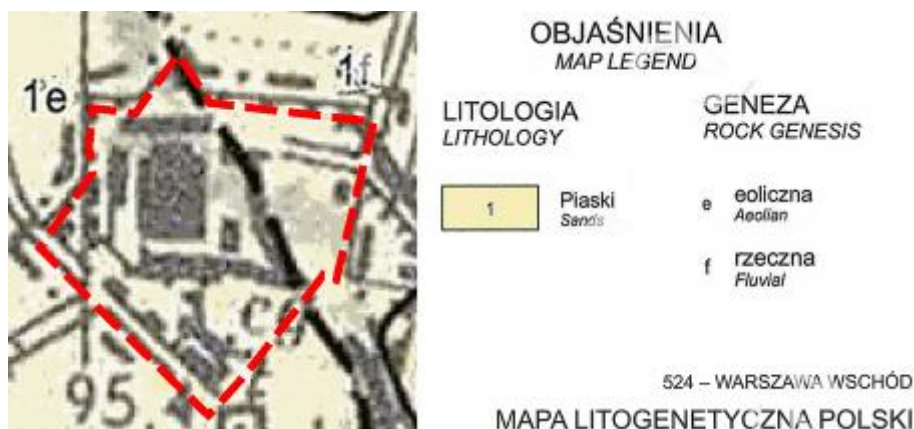 1e
1f
95
OBJAŚNIENIA
MAP LEGEND
LITOLOGIA
LITHOLOGY
1
Piaski
Sands
GENEZA
ROCK GENESIS
e
eoliczna
Aeolian
f
rzeczna
Fluvial
524 – WARSZAWA WSCHÓD
MAPA LITOGENETYCZNA POLSKI